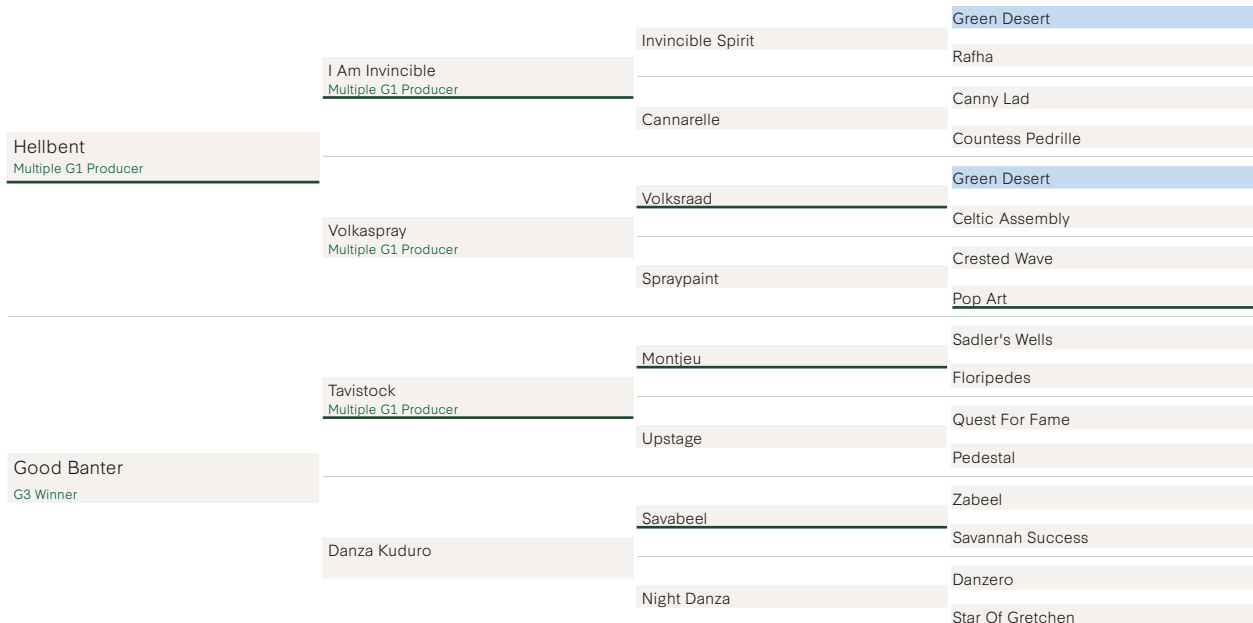 Hellbent
Multiple G1 Producer
Good Banter
G3 Winner
I Am Invincible
Multiple G1 Producer
Volkaspray
Multiple G1 Producer
Tavistock
Multiple G1 Producer
Danza Kuduro
Invincible Spirit
Cannarelle
Volksraad
Spraypaint
Montjeu
Upstage
Savabeel
Night Danza
Green Desert
Rafha
Canny Lad
Countess Pedrille
Green Desert
Celtic Assembly
Crested Wave
Pop Art
Sadler's Wells
Floripedes
Quest For Fame
Pedestal
Zabeel
Savannah Success
Danzero
Star Of Gretchen